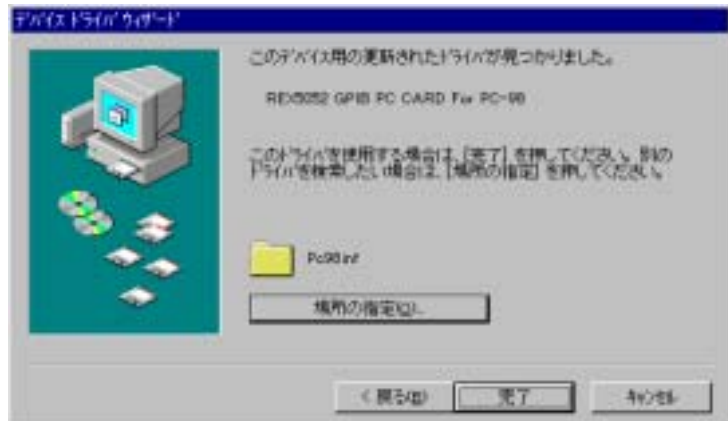 デバイス ドライバ ウィザード
このデバイス用の更新されたドライバが見つかりました。
REX5052 GPIB PC CARD For PC-98
このドライバを使用する場合は、[完了] を押してください。別の
ドライバを検索したい場合は、[場所の指定] を押してください。
Pc98inf
場所の指定(O)...
< 戻る(B)
完了
キャンセル